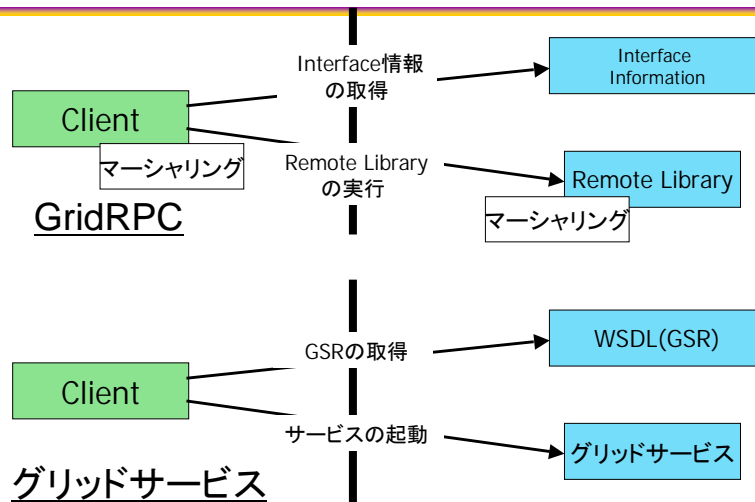 Interface情報
の取得
Interface
Information
Client
マーシャリング
Remote Library
の実行
Remote Library
マーシャリング
GridRPC
GSRの取得
WSDL(GSR)
Client
サービスの起動
グリッドサービス
グリッドサービス